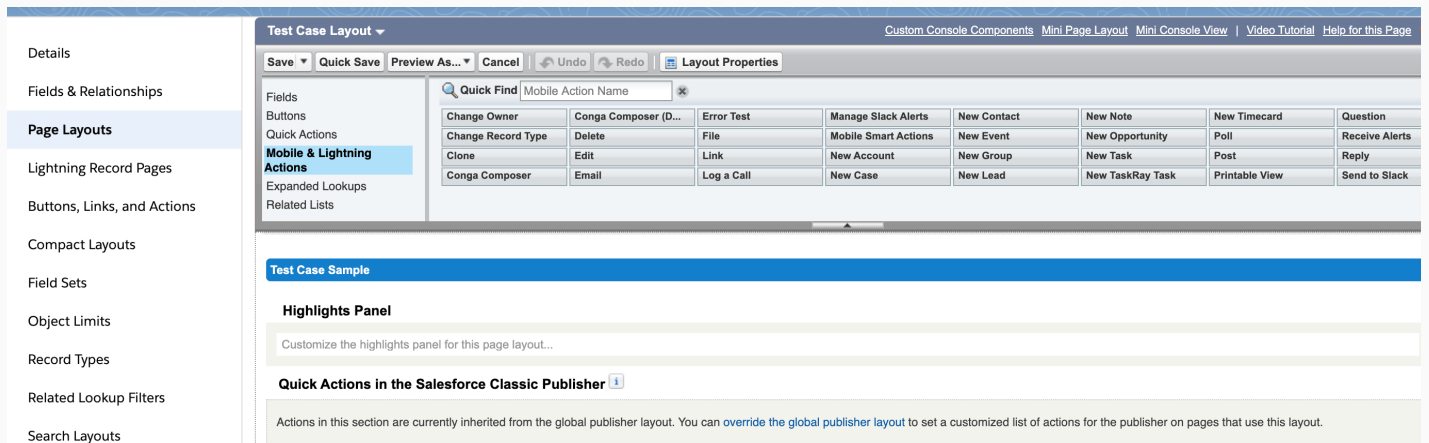 Test Case Layout
Custom Console Components Mini Page Layout Mini Console View | Video Tutorial Help for this Page
Details
Fields & Relationships
Page Layouts
Lightning Record Pages
Buttons, Links, and Actions
Compact Layouts
Field Sets
Object Limits
Record Types
Related Lookup Filters
Search Layouts
Save Quick Save Preview As... Cancel Undo Redo Layout Properties
Fields
Buttons
Quick Actions
Mobile & Lightning
Actions
Expanded Lookups
Related Lists
Quick Find Mobile Action Name
Change Owner Conga Composer (D... Error Test Manage Slack Alerts New Contact New Note New Timecard Question
Change Record Type Delete File Mobile Smart Actions New Event New Opportunity Poll Receive Alerts
Clone Edit Link New Account New Group New Task Post Reply
Conga Composer Email Log a Call New Case New Lead New TaskRay Task Printable View Send to Slack
Test Case Sample
Highlights Panel
Customize the highlights panel for this page layout...
Quick Actions in the Salesforce Classic Publisher i
Actions in this section are currently inherited from the global publisher layout. You can override the global publisher layout to set a customized list of actions for the publisher on pages that use this layout.